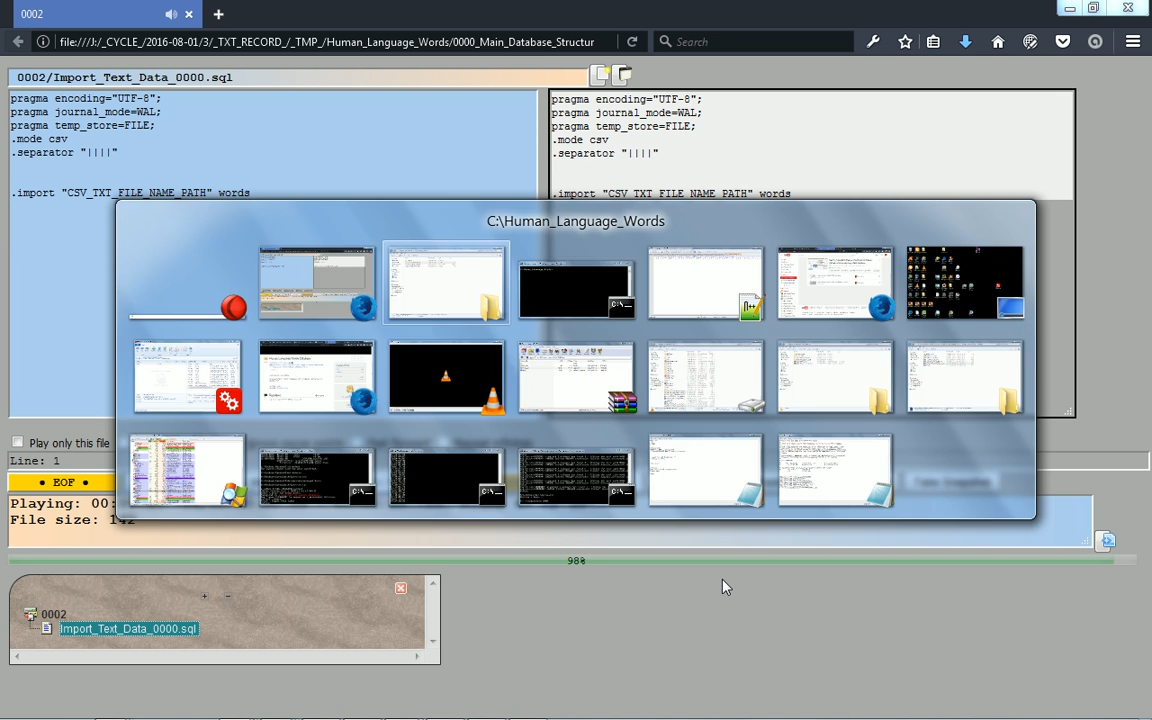 0002
file:///J:/_CYCLE_/2016-08-01/3/_TXT_RECORD_/_TMP_/Human_Language_Words/0000_Main_Database_Structur
Search
0002/Import_Text_Data_0000.sql
pragma encoding="UTF-8";
pragma journal_mode=WAL;
pragma temp_store=FILE;
.mode csv
.separator "||||"
.import "CSV_TXT_FILE_NAME_PATH" words
pragma encoding="UTF-8";
pragma journal_mode=WAL;
pragma temp_store=FILE;
.mode csv
.separator "||||"
.import "CSV_TXT_FILE_NAME_PATH" words
C:\Human_Language_Words
C:\_
C:\_
C:\_
C:\_
Play only this file
Line: 1
● EOF ●
Playing: 00:
File size: 142
98%
0002
Import_Text_Data_0000.sql